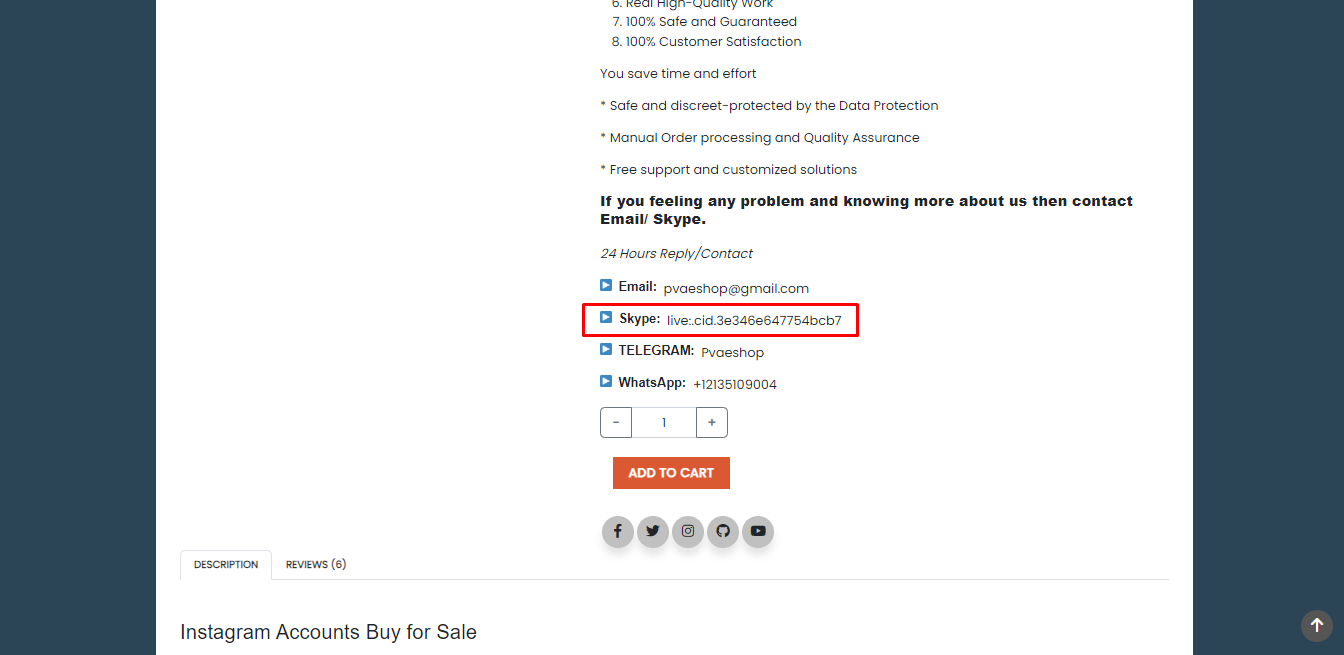 6. Real High-Quality Work
7. 100% Safe and Guaranteed
8. 100% Customer Satisfaction
You save time and effort
* Safe and discreet-protected by the Data Protection
* Manual Order processing and Quality Assurance
* Free support and customized solutions
If you feeling any problem and knowing more about us then contact
Email/ Skype.
24 Hours Reply/Contact
Email: pvaeshop@gmail.com
Skype: live:.cid.3e346e647754bcb7
TELEGRAM: Pvaeshop
WhatsApp: +12135109004
- 1 +
ADD TO CART
DESCRIPTION REVIEWS (6)
Instagram Accounts Buy for Sale